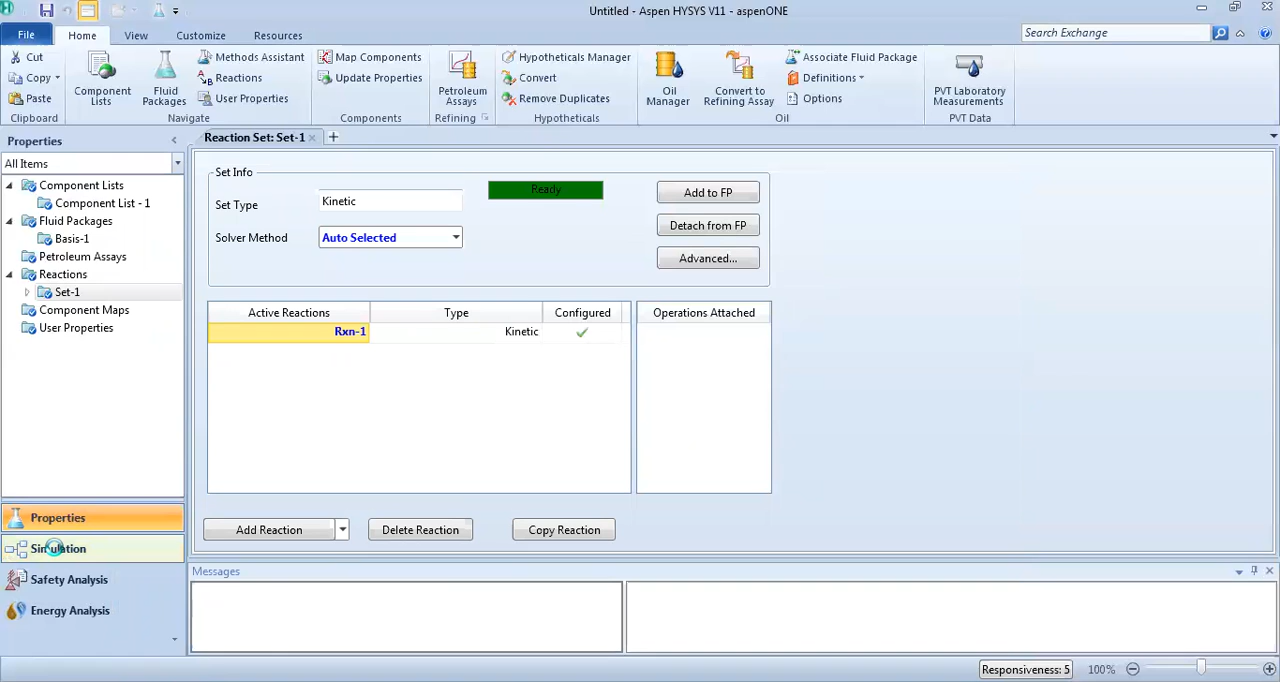 Untitled - Aspen HYSYS V11 - aspenONE
File
Home
View
Customize
Resources
Search Exchange
Cut
Copy
Paste
Clipboard
Component Lists
Fluid Packages
Methods Assistant
Reactions
User Properties
Navigate
Map Components
Update Properties
Components
Petroleum Assays
Refining
Hypotheticals Manager
Convert
Remove Duplicates
Hypotheticals
Oil Manager
Convert to Refining Assay
Associate Fluid Package
Definitions
Options
Oil
PVT Laboratory Measurements
PVT Data
Properties
All Items
Component Lists
Component List - 1
Fluid Packages
Basis-1
Petroleum Assays
Reactions
Set-1
Component Maps
User Properties
Properties
Simulation
Safety Analysis
Energy Analysis
Reaction Set: Set-1
Set Info
Set Type
Kinetic
Ready
Add to FP
Detach from FP
Solver Method
Auto Selected
Advanced...
Active Reactions
Type
Configured
Operations Attached
Rxn-1
Kinetic
Add Reaction
Delete Reaction
Copy Reaction
Messages
Responsiveness: 5
100%